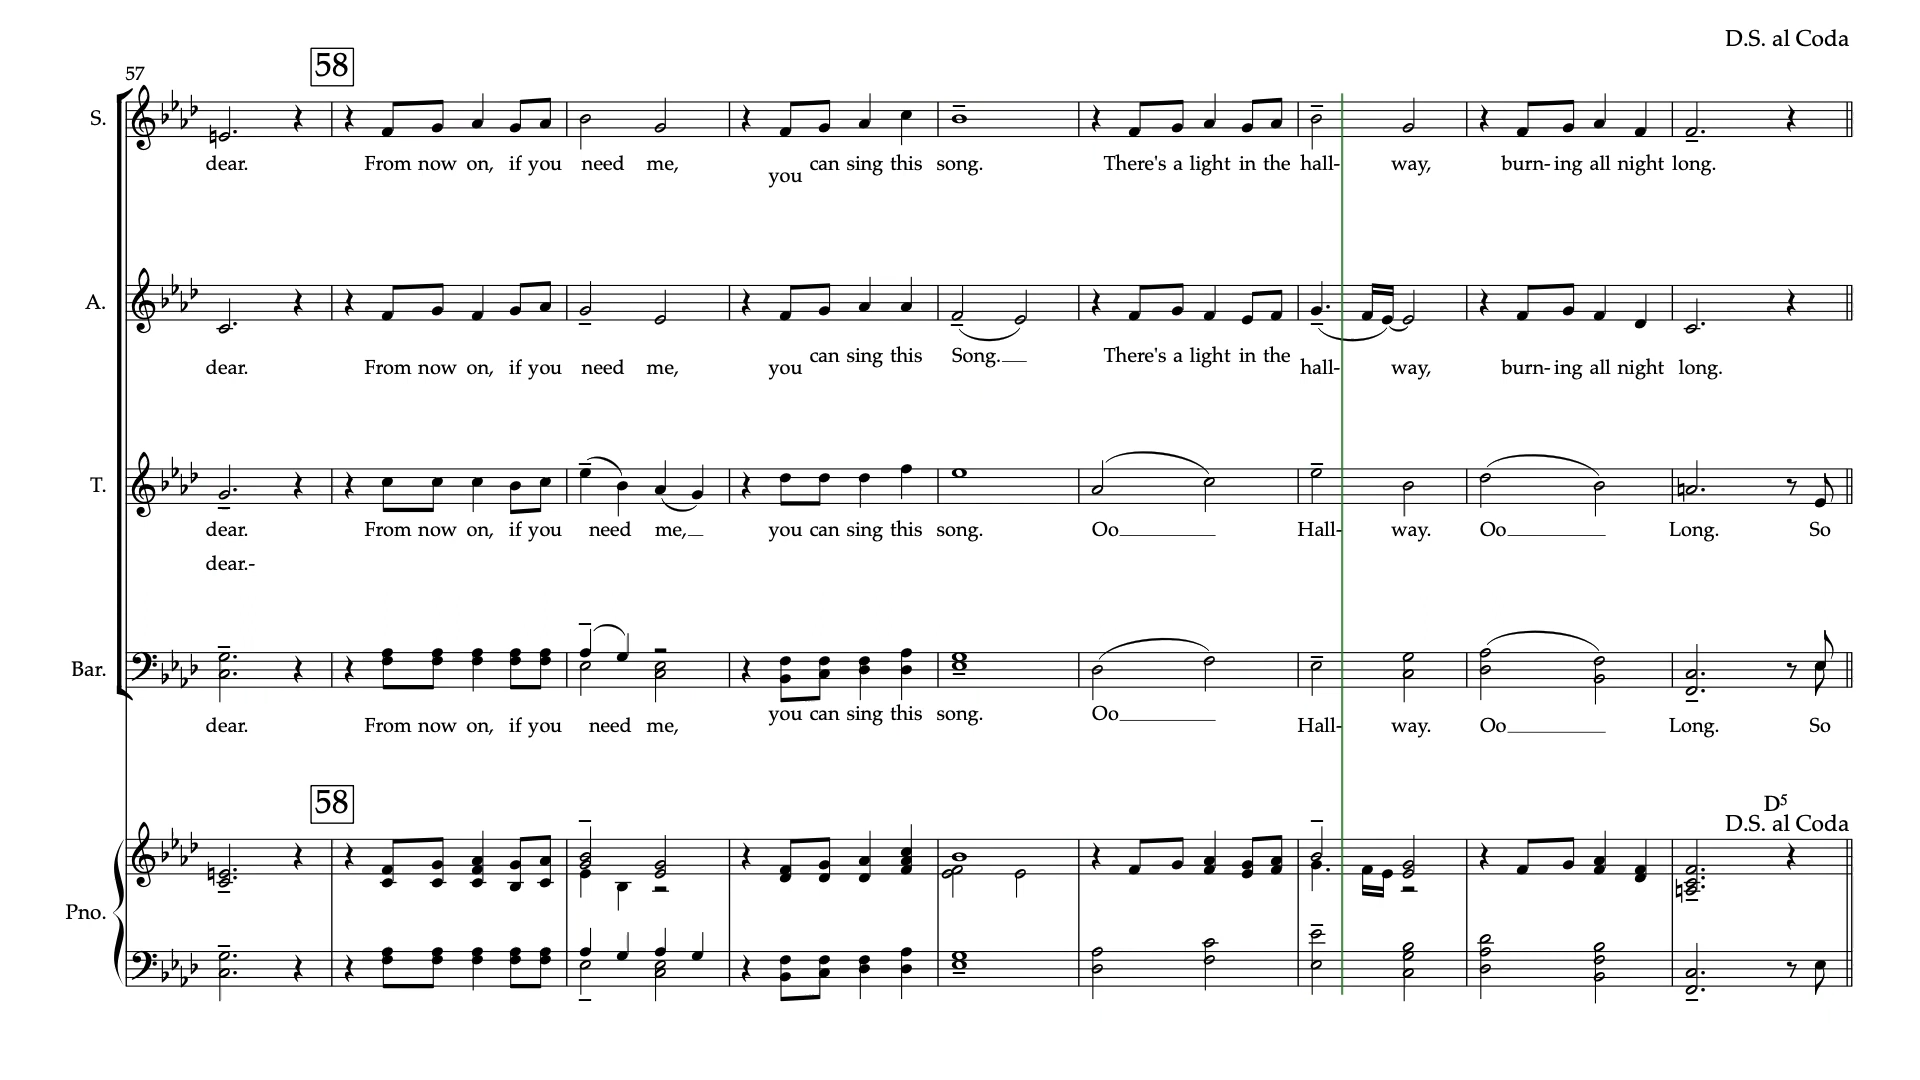 D.S. al Coda
57
58
S.
dear. From now on, if you need me, you can sing this song. There's a light in the hall- way, burn- ing all night long.
A.
dear. From now on, if you need me, you can sing this Song. There's a light in the hall- way, burn- ing all night long.
T.
dear. From now on, if you need me, you can sing this song. Oo Hall- way. Oo Long. So
dear.-
Bar.
dear. From now on, if you need me, you can sing this song. Oo Hall- way. Oo Long. So
58
D5
D.S. al Coda
Pno.